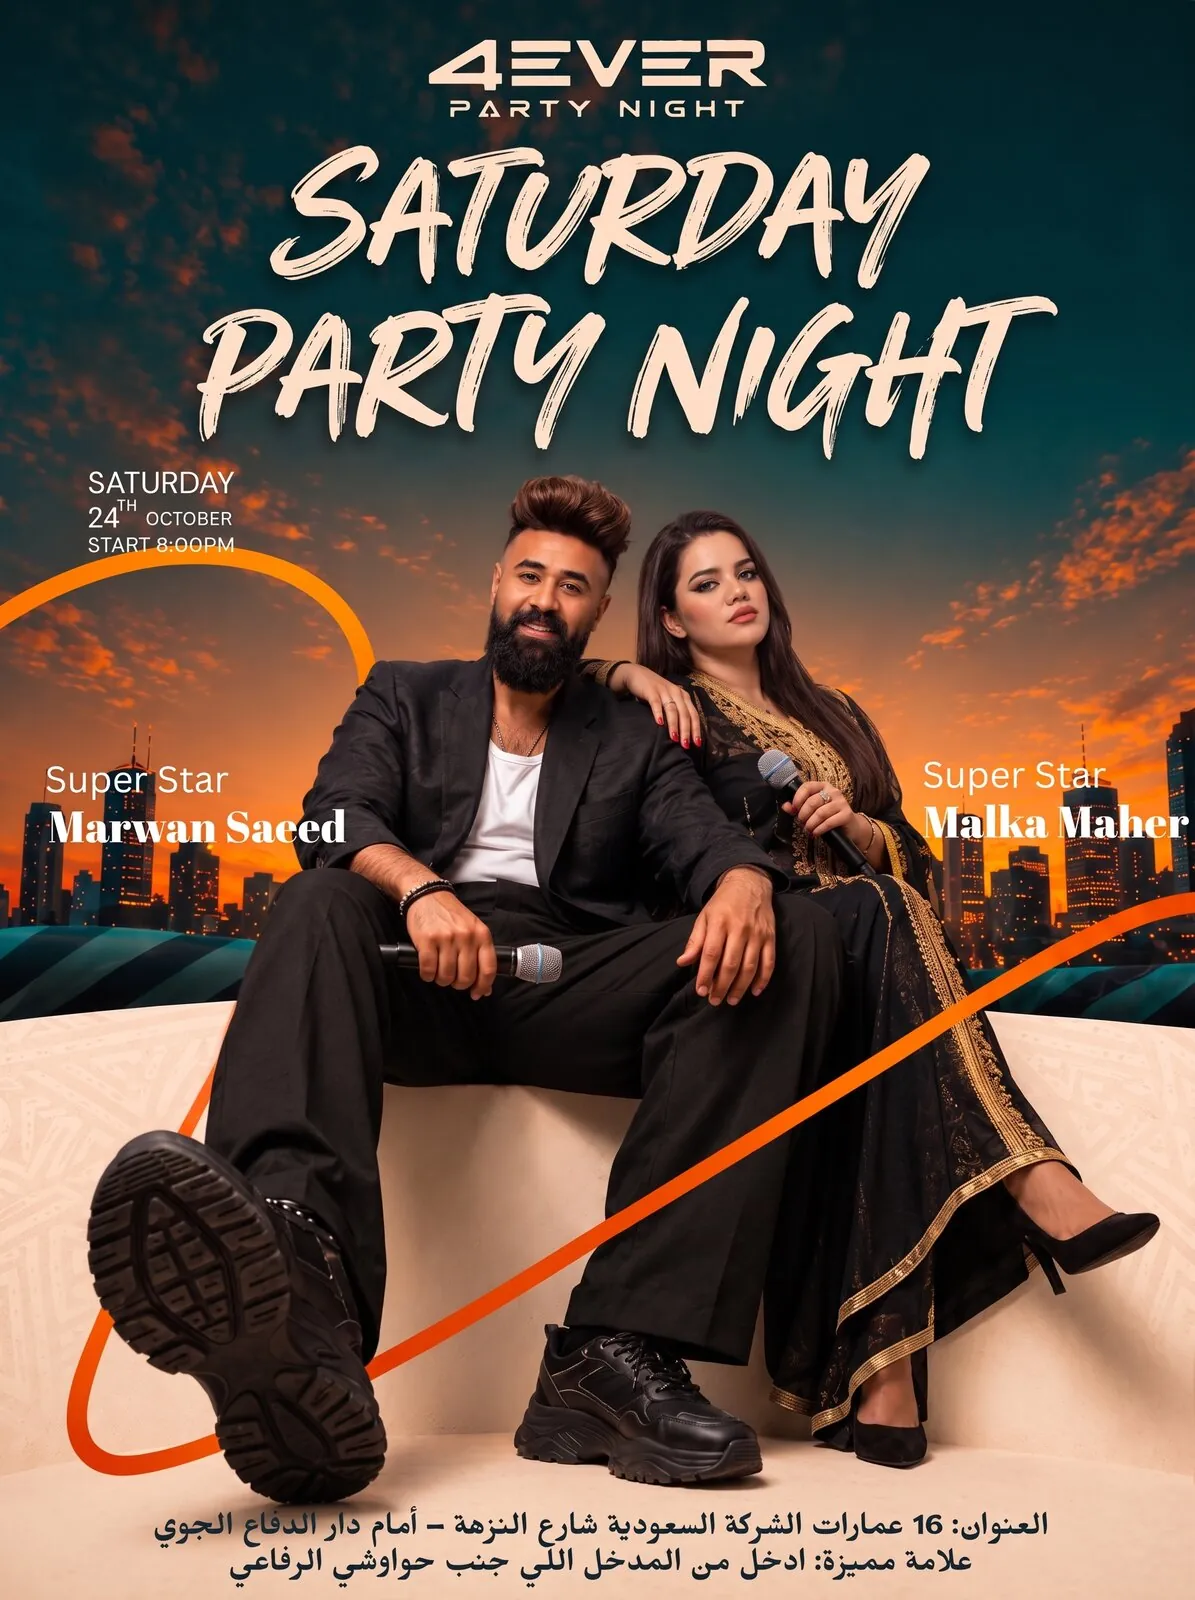 4EVER
PARTY NIGHT
SATURDAY
PARTY NIGHT
SATURDAY
24TH OCTOBER
START 8:00PM
Super Star
Marwan Saeed
Super Star
Malka Maher
العنوان: 16 عمارات الشركة السعودية شارع النزهة – أمام دار الدفاع الجوي
علامة مميزة: ادخل من المدخل اللي جنب حواوشي الرفاعي